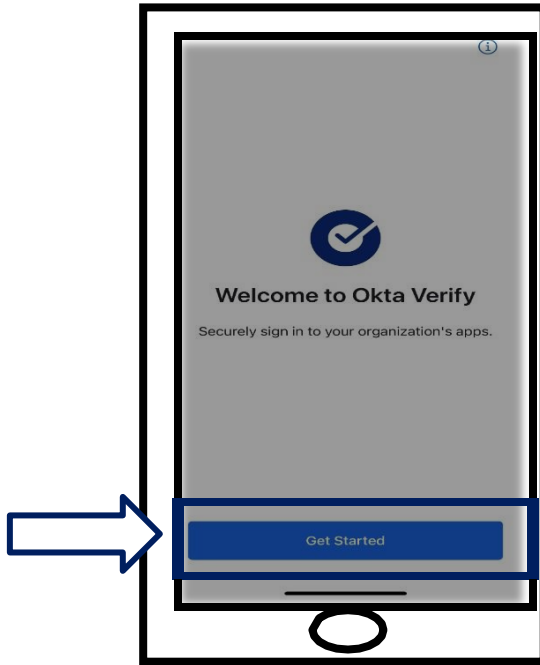 Welcome to Okta Verify
Securely sign in to your organization's apps.
Get Started